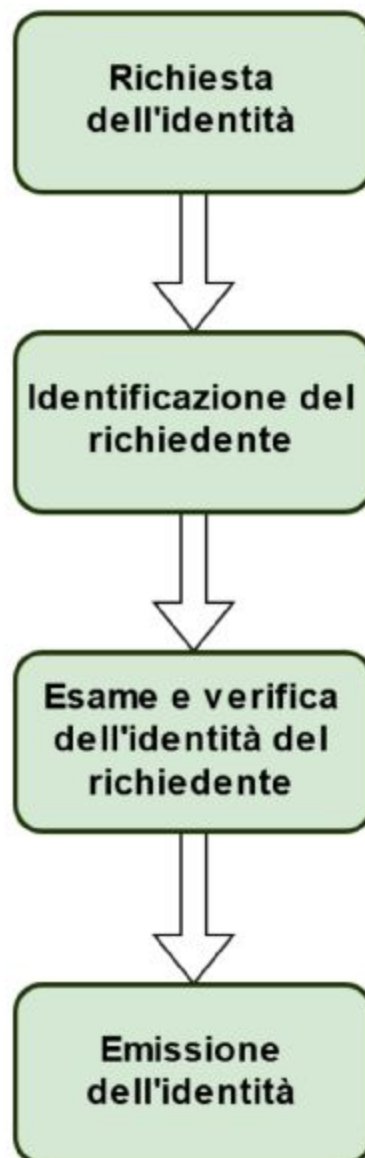 Richiesta
dell'identità
Identificazione del
richiedente
Esame e verifica
dell'identità del
richiedente
Emissione
dell'identità